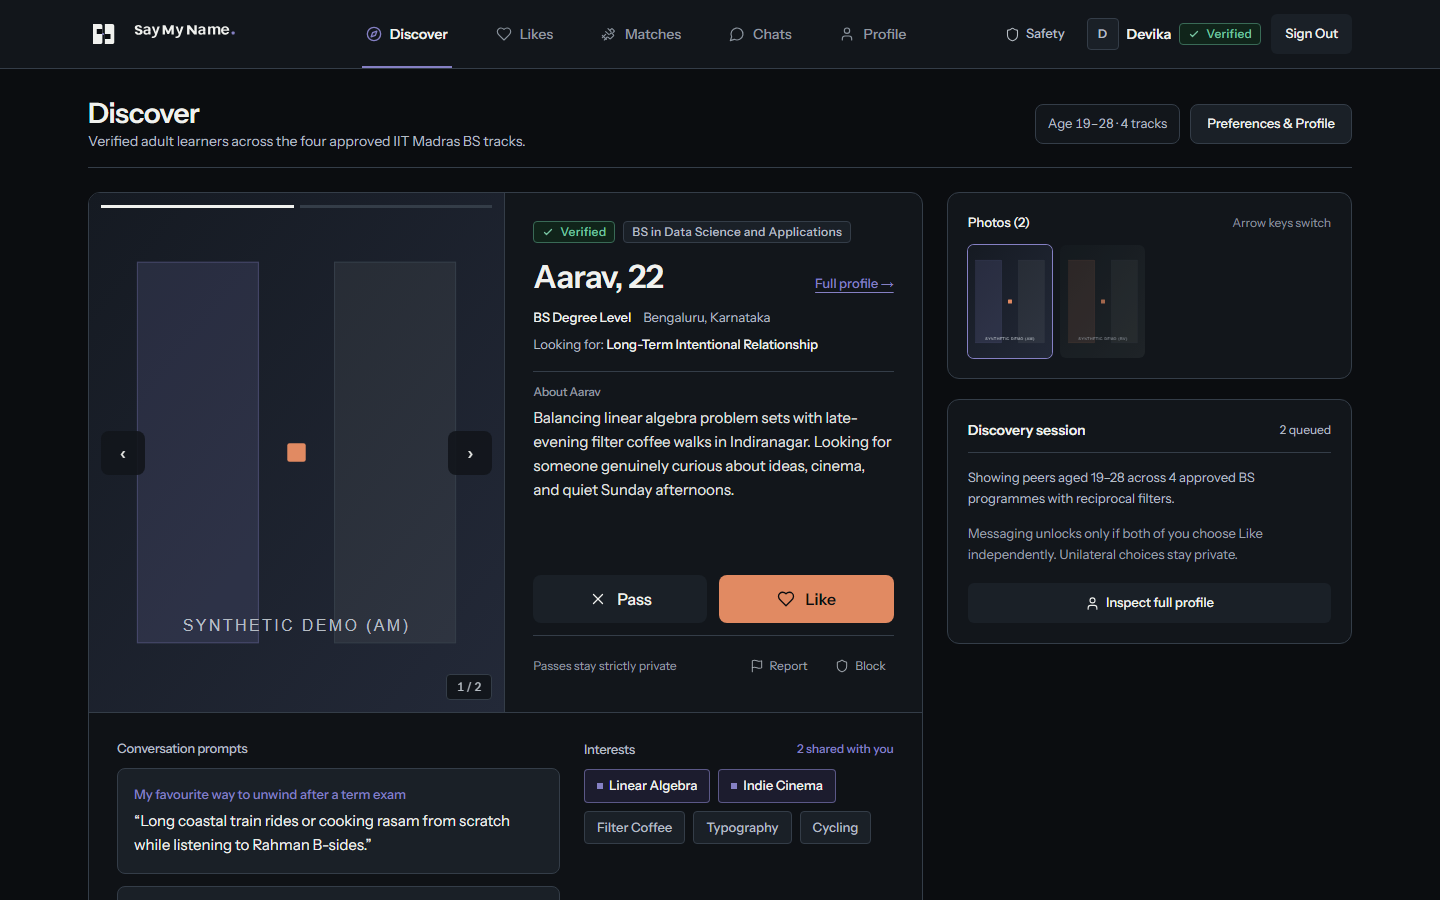 Say My Name.
Discover
Likes
Matches
Chats
Profile
Safety
D
Devika
Verified
Sign Out
Discover
Verified adult learners across the four approved IIT Madras BS tracks.
Age 19–28 · 4 tracks
Preferences & Profile
SYNTHETIC DEMO (AM)
1 / 2
Verified
BS in Data Science and Applications
Aarav, 22
Full profile →
BS Degree Level
Bengaluru, Karnataka
Looking for: Long-Term Intentional Relationship
About Aarav
Balancing linear algebra problem sets with late-
evening filter coffee walks in Indiranagar. Looking for
someone genuinely curious about ideas, cinema,
and quiet Sunday afternoons.
Pass
Like
Passes stay strictly private
Report
Block
Photos (2)
Arrow keys switch
SYNTHETIC DEMO (AM)
Discovery session
2 queued
Showing peers aged 19–28 across 4 approved BS
programmes with reciprocal filters.
Messaging unlocks only if both of you choose Like
independently. Unilateral choices stay private.
Inspect full profile
Conversation prompts
My favourite way to unwind after a term exam
“Long coastal train rides or cooking rasam from scratch
while listening to Rahman B-sides.”
Interests
2 shared with you
Linear Algebra
Indie Cinema
Filter Coffee
Typography
Cycling